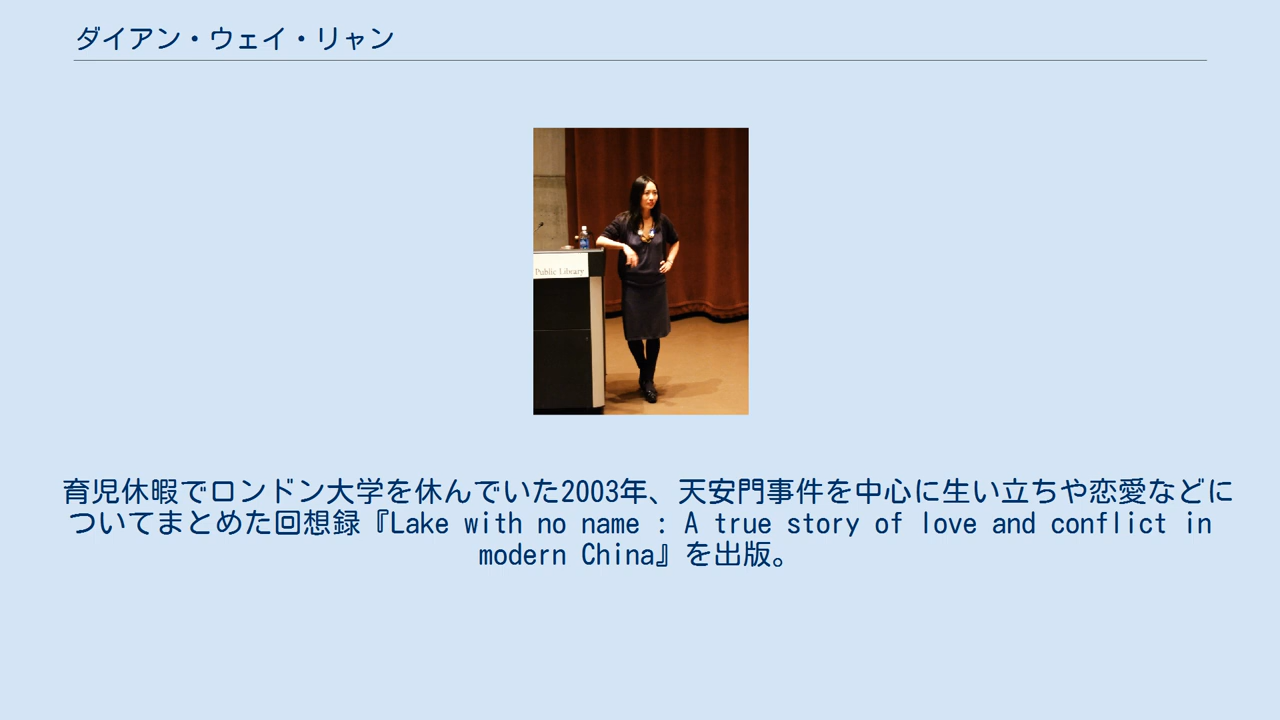 ダイアン・ウェイ・リャン
Public Library
育児休暇でロンドン大学を休んでいた2003年、天安門事件を中心に生い立ちや恋愛などに
ついてまとめた回想録『Lake with no name : A true story of love and conflict in
modern China』を出版。